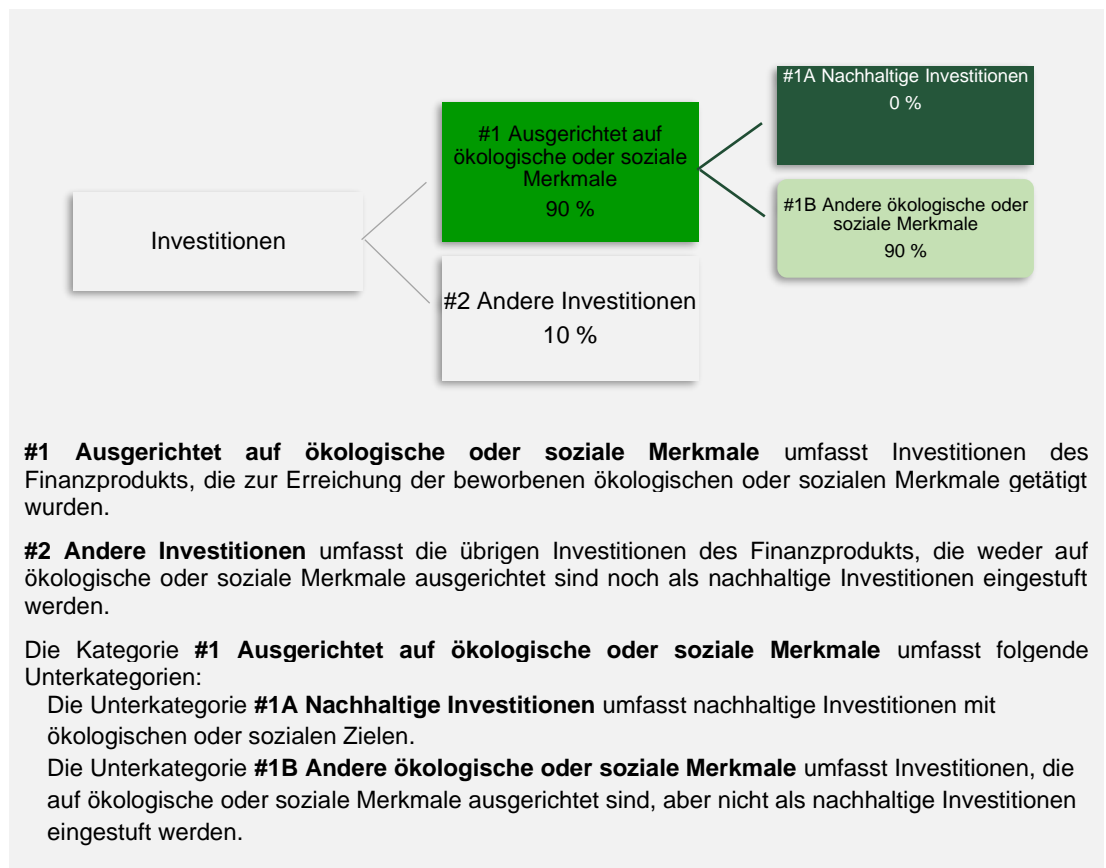 #1A Nachhaltige Investitionen
0 %
#1 Ausgerichtet auf
ökologische oder soziale
Merkmale
90 %
#1B Andere ökologische oder
soziale Merkmale
90 %
Investitionen
#2 Andere Investitionen
10 %
#1 Ausgerichtet auf ökologische oder soziale Merkmale umfasst Investitionen des
Finanzprodukts, die zur Erreichung der beworbenen ökologischen oder sozialen Merkmale getätigt
wurden.
#2 Andere Investitionen umfasst die übrigen Investitionen des Finanzprodukts, die weder auf
ökologische oder soziale Merkmale ausgerichtet sind noch als nachhaltige Investitionen eingestuft
werden.
Die Kategorie #1 Ausgerichtet auf ökologische oder soziale Merkmale umfasst folgende
Unterkategorien:
Die Unterkategorie #1A Nachhaltige Investitionen umfasst nachhaltige Investitionen mit
ökologischen oder sozialen Zielen.
Die Unterkategorie #1B Andere ökologische oder soziale Merkmale umfasst Investitionen, die
auf ökologische oder soziale Merkmale ausgerichtet sind, aber nicht als nachhaltige Investitionen
eingestuft werden.